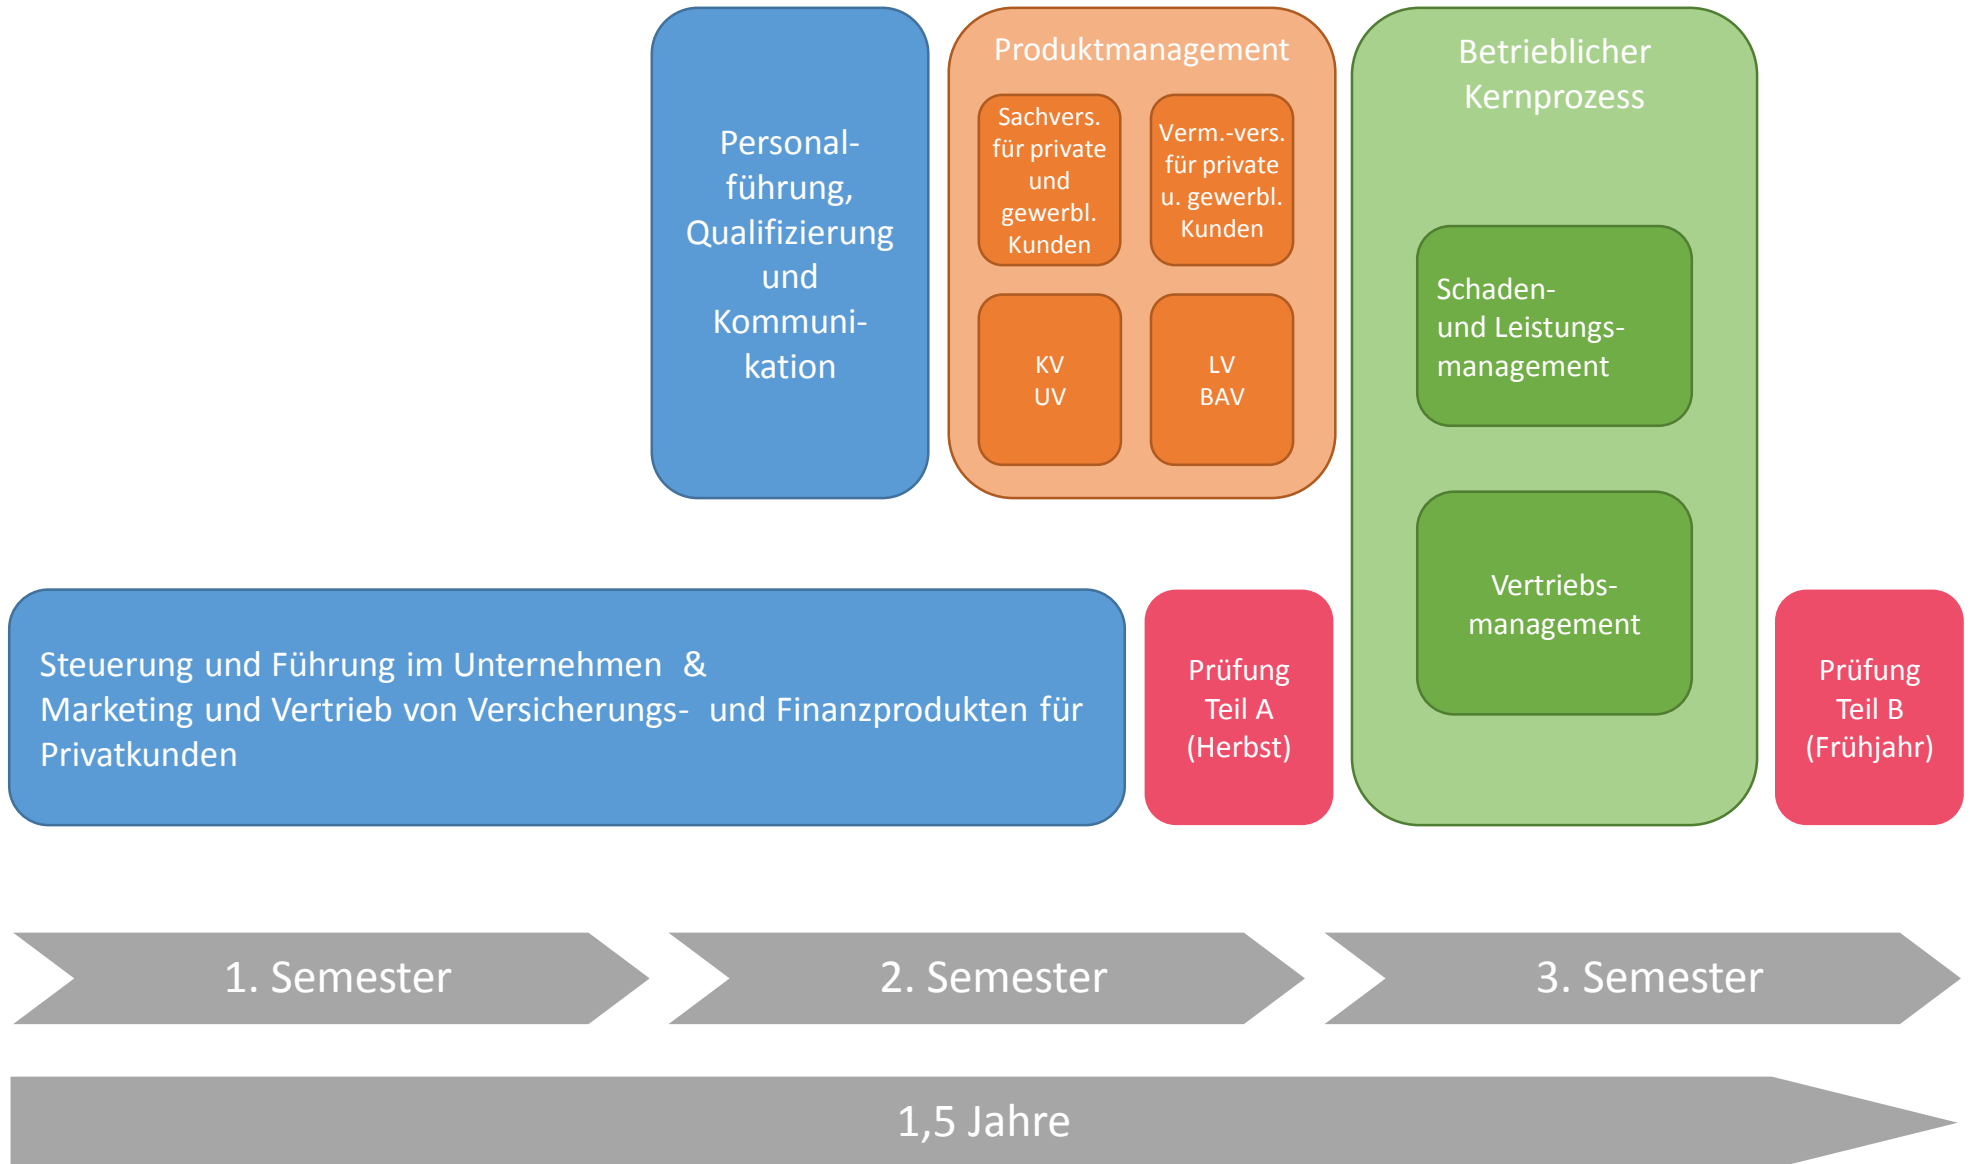 Personal-
führung,
Qualifizierung
und
Kommuni-
kation
Produktmanagement
Sachvers.
für private
und
gewerbl.
Kunden
Verm.-vers.
für private
u. gewerbl.
Kunden
KV
UV
LV
BAV
Betrieblicher
Kernprozess
Schaden-
und Leistungs-
management
Vertriebs-
management
Steuerung und Führung im Unternehmen &
Marketing und Vertrieb von Versicherungs- und Finanzprodukten für
Privatkunden
Prüfung
Teil A
(Herbst)
Prüfung
Teil B
(Frühjahr)
1. Semester
2. Semester
3. Semester
1,5 Jahre